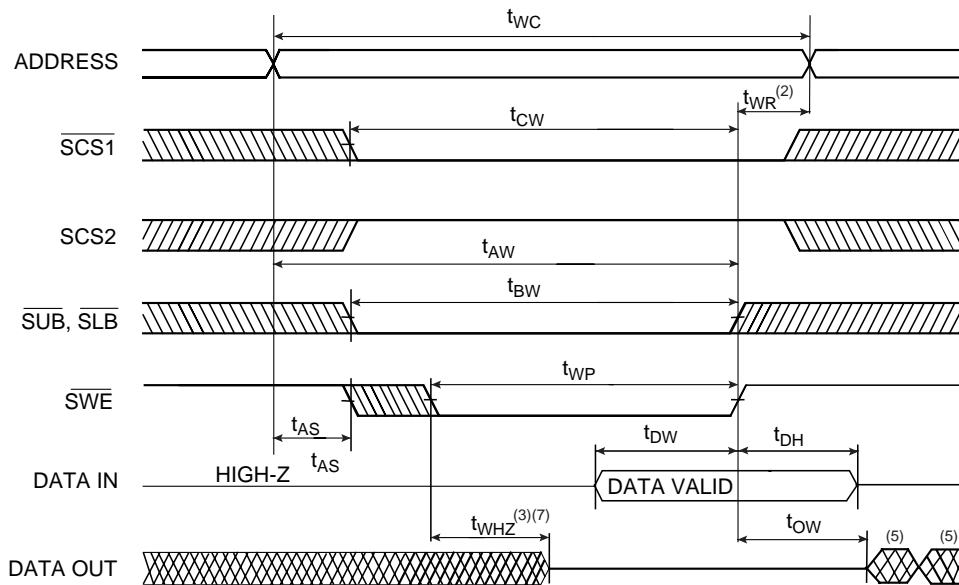 tWC
ADDRESS
tWR(2)
tCW
SCS1
SCS2
tAW
tBW
SUB, SLB
tWP
SWE
tAS
tAS
tDW
tDH
HIGH-Z
DATA IN
DATA VALID
tWHZ(3)(7)
tOW
(5)
(5)
DATA OUT